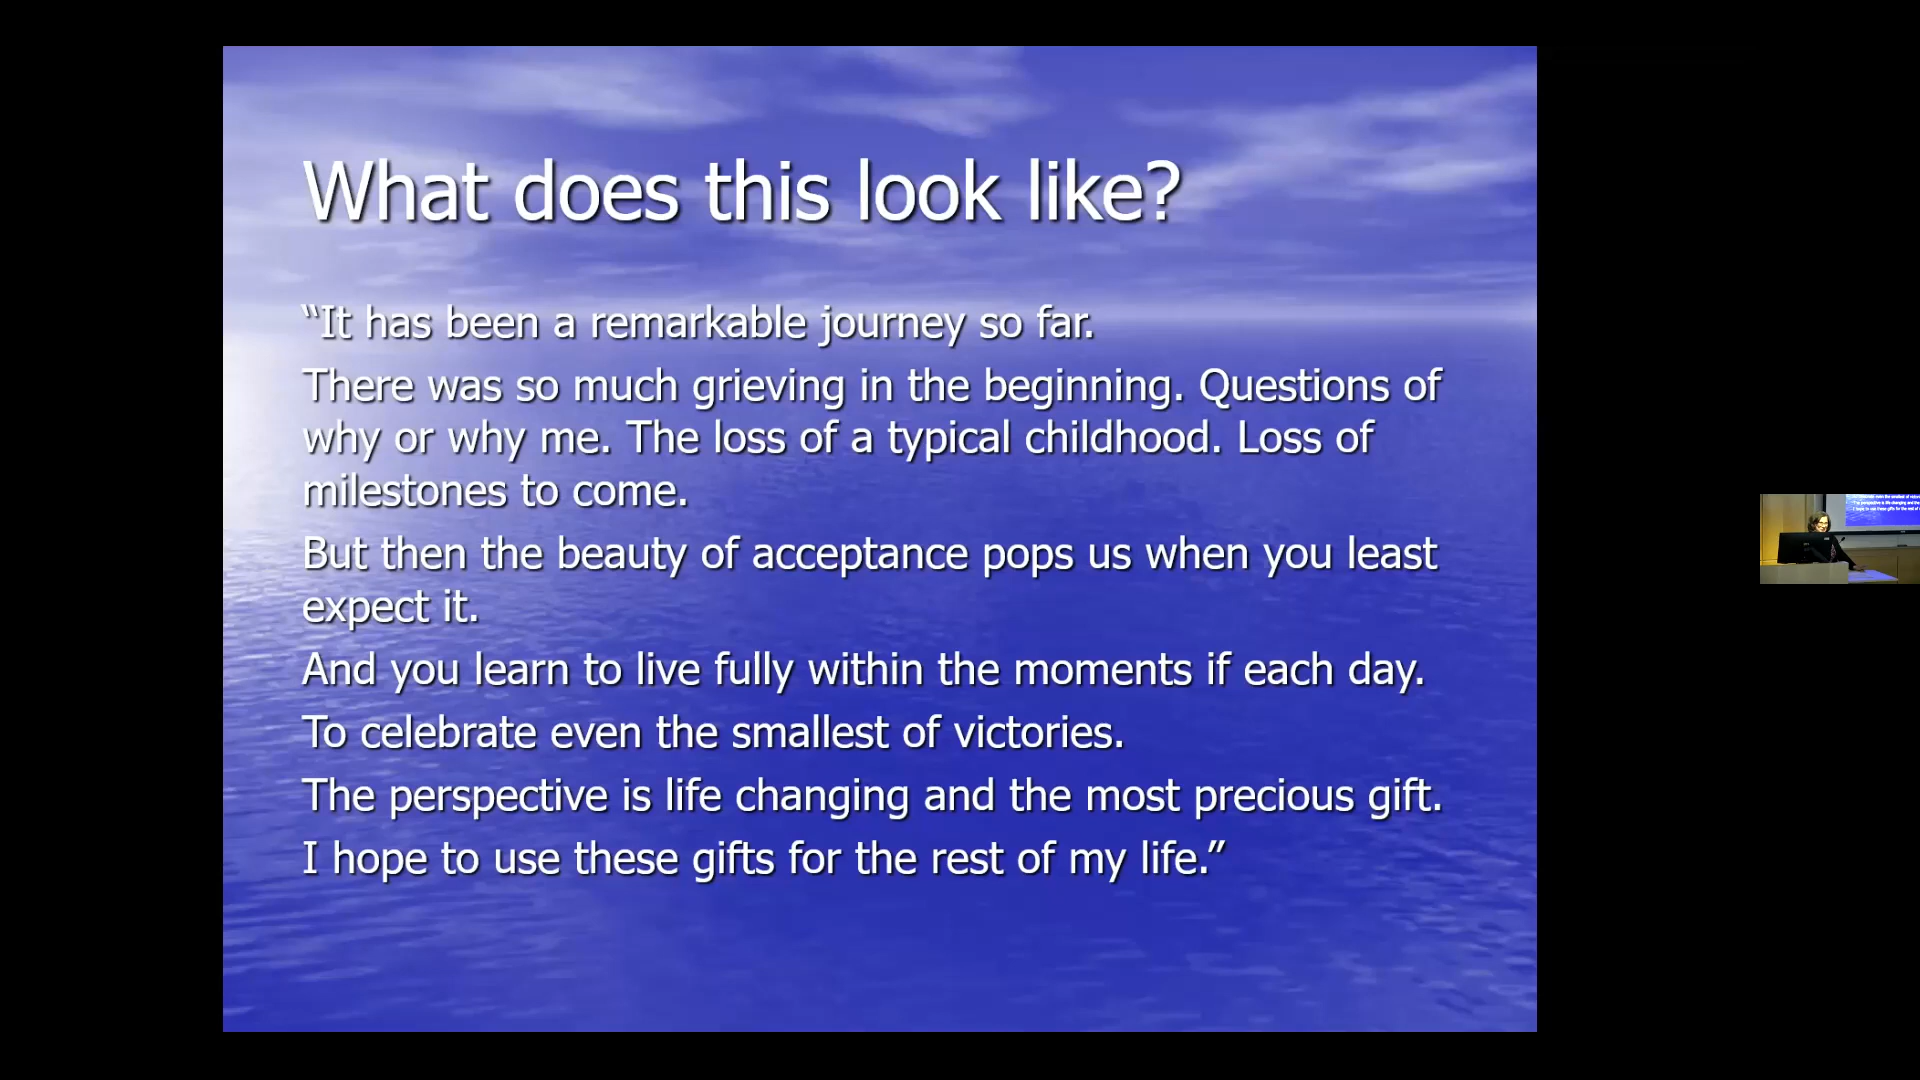 What does this look like?
“It has been a remarkable journey so far.
There was so much grieving in the beginning. Questions of
why or why me. The loss of a typical childhood. Loss of
milestones to come.
But then the beauty of acceptance pops us when you least
expect it.
And you learn to live fully within the moments if each day.
To celebrate even the smallest of victories.
The perspective is life changing and the most precious gift.
I hope to use these gifts for the rest of my life.”